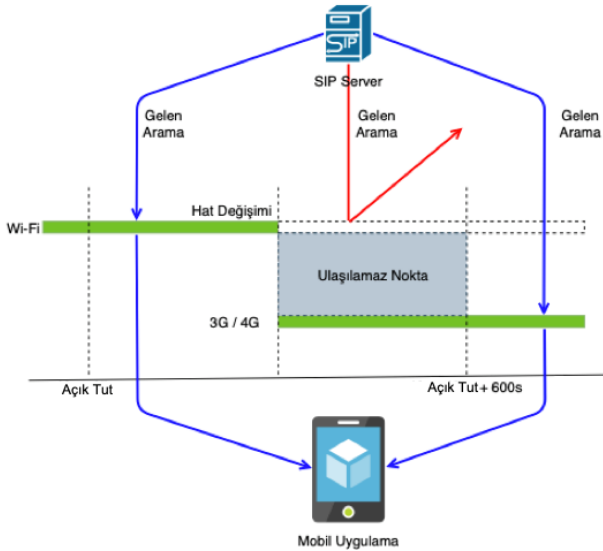 SIP
SIP Server
Gelen
Arama
Gelen
Arama
Gelen
Arama
Hat Değişimi
Wi-Fi
Ulaşılamaz Nokta
3G / 4G
Açık Tut
Açık Tut + 600s
Mobil Uygulama